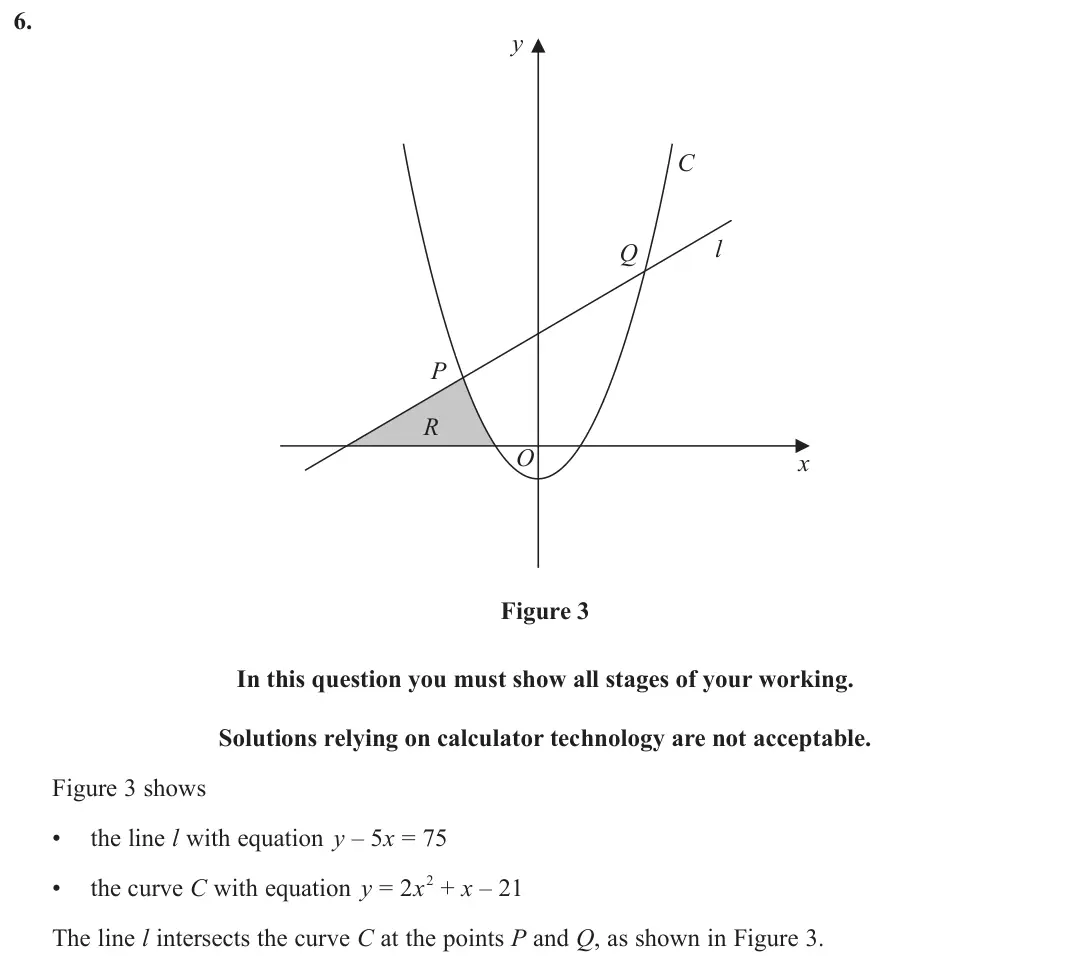 6.
y
C
Q
l
P
R
O
x
Figure 3
In this question you must show all stages of your working.
Solutions relying on calculator technology are not acceptable.
Figure 3 shows
• the line l with equation y – 5x = 75
• the curve C with equation y = 2x² + x – 21
The line l intersects the curve C at the points P and Q, as shown in Figure 3.